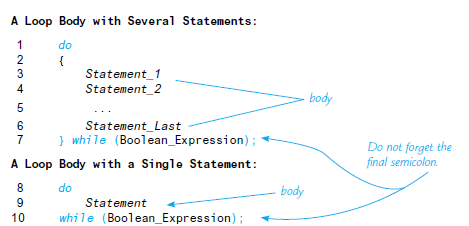 A Loop Body with Several Statements:
1 do
2 {
3 Statement_1
4 Statement_2
5 ...
6 Statement_Last
7 } while (Boolean_Expression);
body
Do not forget the
final semicolon.
A Loop Body with a Single Statement:
8 do
9 Statement
10 while (Boolean_Expression);
body